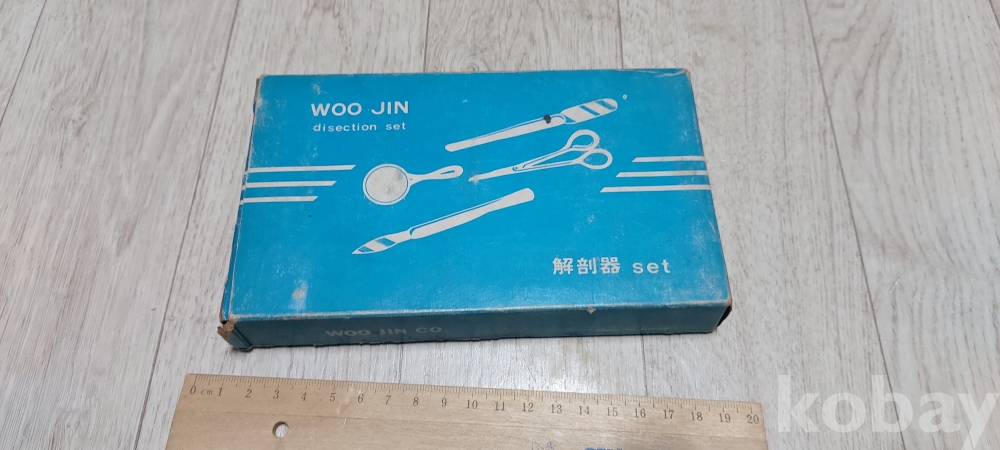 WOO JIN
disection set
解剖器 set
WOO JIN CO
0 cm 1 2 3 4 5 6 7 8 9 10 11 12 13 14 15 16 17 18 19 20
kobay